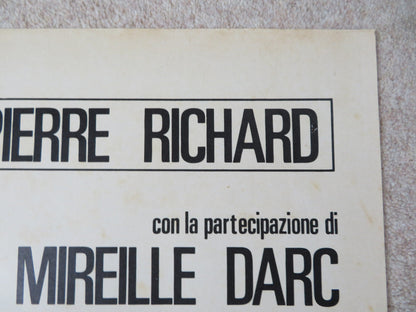 PIERRE RICHARD
con la partecipazione di
MIREILLE DARC